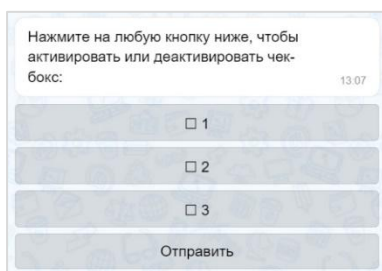 Нажмите на любую кнопку ниже, чтобы
активировать или деактивировать чек-
бокс:
13:07
☐ 1
☐ 2
☐ 3
Отправить